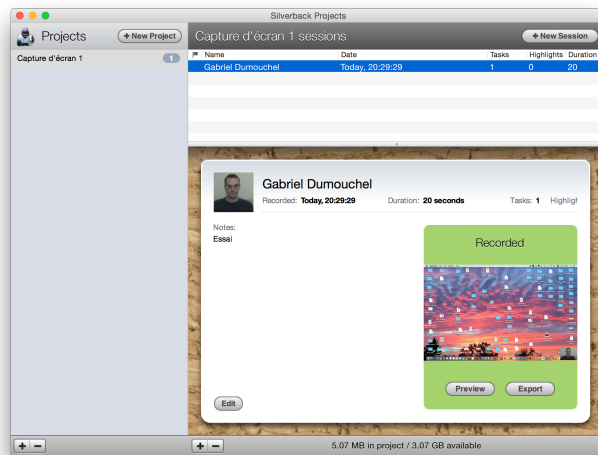 Silverback Projects
Projects
+ New Project
Capture d'écran 1 sessions
+ New Session
Capture d'écran 1
1
Name Date Tasks Highlights Duration
Gabriel Dumouchel Today, 20:29:29 1 0 20
Gabriel Dumouchel
Recorded: Today, 20:29:29 Duration: 20 seconds Tasks: 1 Highligh
Notes:
Essai
Recorded
Preview
Export
Edit
5.07 MB in project / 3.07 GB available